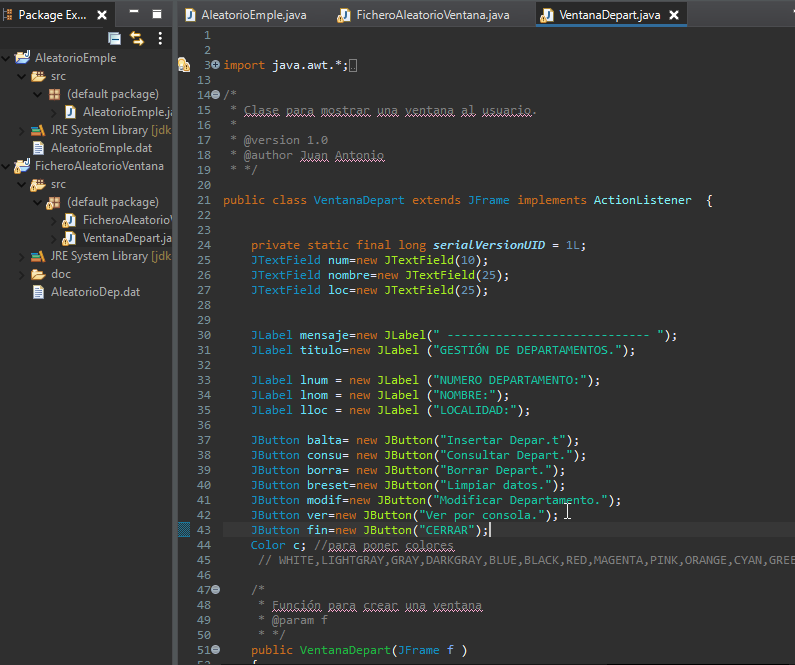 Package Ex...
AleatorioEmple
src
(default package)
AleatorioEmple.ja
JRE System Library [jdk
AleatorioEmple.dat
FicheroAleatorioVentana
src
(default package)
FicheroAleatorioV
VentanaDepart.ja
JRE System Library [jdk
doc
AleatorioDep.dat
AleatorioEmple.java FicheroAleatorioVentana.java VentanaDepart.java
1
2
3 import java.awt.*;
13
14 /*
15 * Clase para mostrar una ventana al usuario.
16 *
17 * @version 1.0
18 * @author Juan Antonio
19 * */
20
21 public class VentanaDepart extends JFrame implements ActionListener {
22
23
24 private static final long serialVersionUID = 1L;
25 JTextField num=new JTextField(10);
26 JTextField nombre=new JTextField(25);
27 JTextField loc=new JTextField(25);
28
29
30 JLabel mensaje=new JLabel(" ----------------------------- ");
31 JLabel titulo=new JLabel ("GESTIÓN DE DEPARTAMENTOS.");
32
33 JLabel lnum = new JLabel ("NUMERO DEPARTAMENTO:");
34 JLabel lnom = new JLabel ("NOMBRE:");
35 JLabel lloc = new JLabel ("LOCALIDAD:");
36
37 JButton balta= new JButton("Insertar Depar.t");
38 JButton consu= new JButton("Consultar Depart.");
39 JButton borra= new JButton("Borrar Depart.");
40 JButton breset=new JButton("Limpiar datos.");
41 JButton modif=new JButton("Modificar Departamento.");
42 JButton ver=new JButton("Ver por consola.");
43 JButton fin=new JButton("CERRAR");
44 Color c; //para poner colores
45 // WHITE,LIGHTGRAY,GRAY,DARKGRAY,BLUE,BLACK,RED,MAGENTA,PINK,ORANGE,CYAN,GREE
46
47 /*
48 * Función para crear una ventana
49 * @param f
50 * */
51 public VentanaDepart(JFrame f )